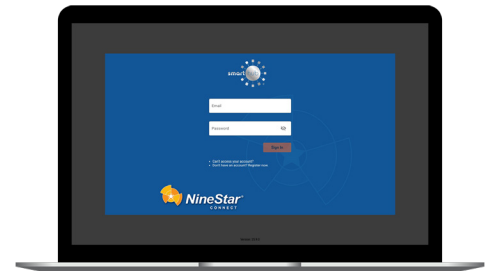 smart
Email
Password
Sign In
Can't access your account?
Don't have an account? Register now
NineStar
CONNECT